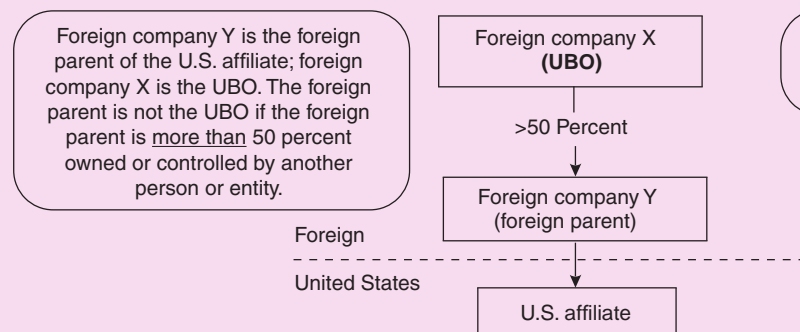 Foreign company Y is the foreign
parent of the U.S. affiliate; foreign
company X is the UBO. The foreign
parent is not the UBO if the foreign
parent is more than 50 percent
owned or controlled by another
person or entity.
Foreign company X
(UBO)
>50 Percent
Foreign company Y
(foreign parent)
Foreign
United States
U.S. affiliate